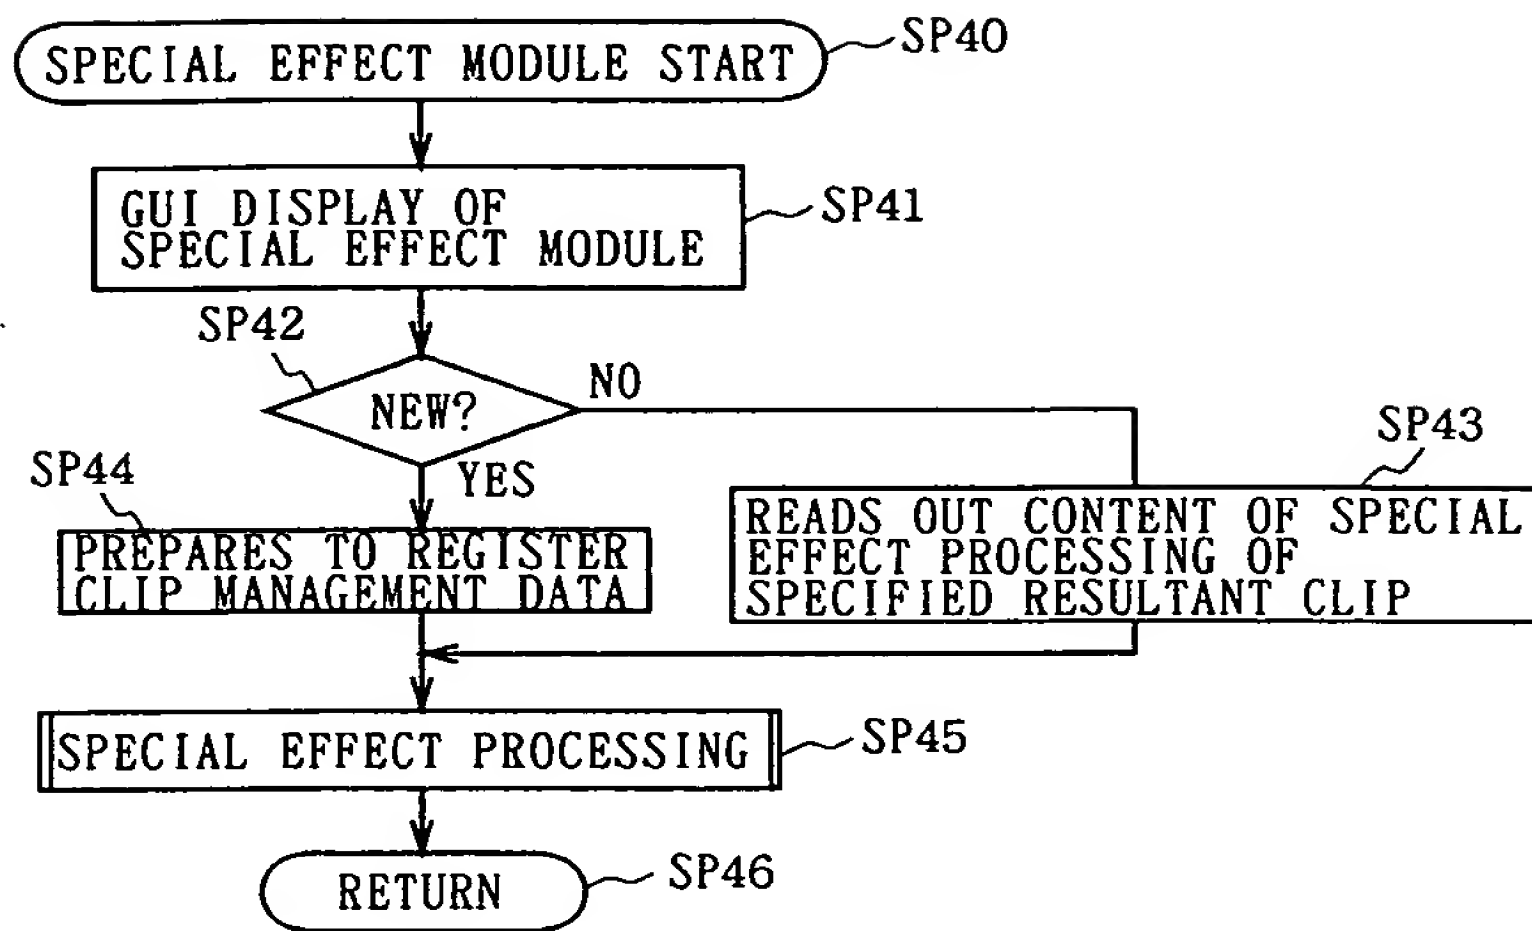 SPECIAL EFFECT MODULE START
SP40
GUI DISPLAY OF
SPECIAL EFFECT MODULE
SP41
SP42
NEW?
NO
YES
SP43
READS OUT CONTENT OF SPECIAL
EFFECT PROCESSING OF
SPECIFIED RESULTANT CLIP
SP44
PREPARES TO REGISTER
CLIP MANAGEMENT DATA
SPECIAL EFFECT PROCESSING
SP45
RETURN
SP46